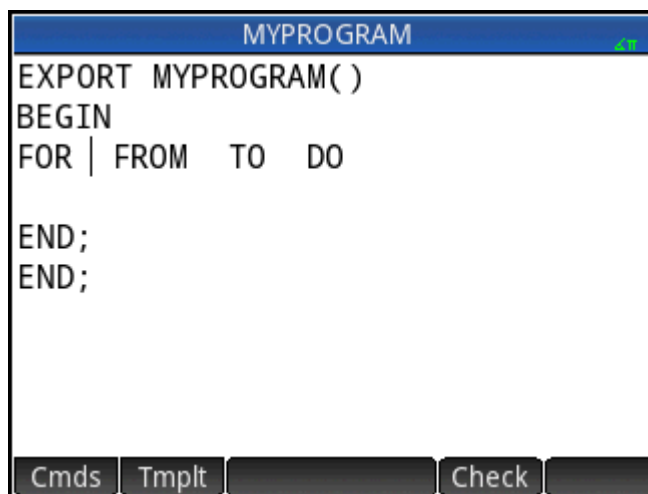 MYPROGRAM
∡π
EXPORT MYPROGRAM()
BEGIN
FOR FROM TO DO
END;
END;
Cmds Tmplt Check